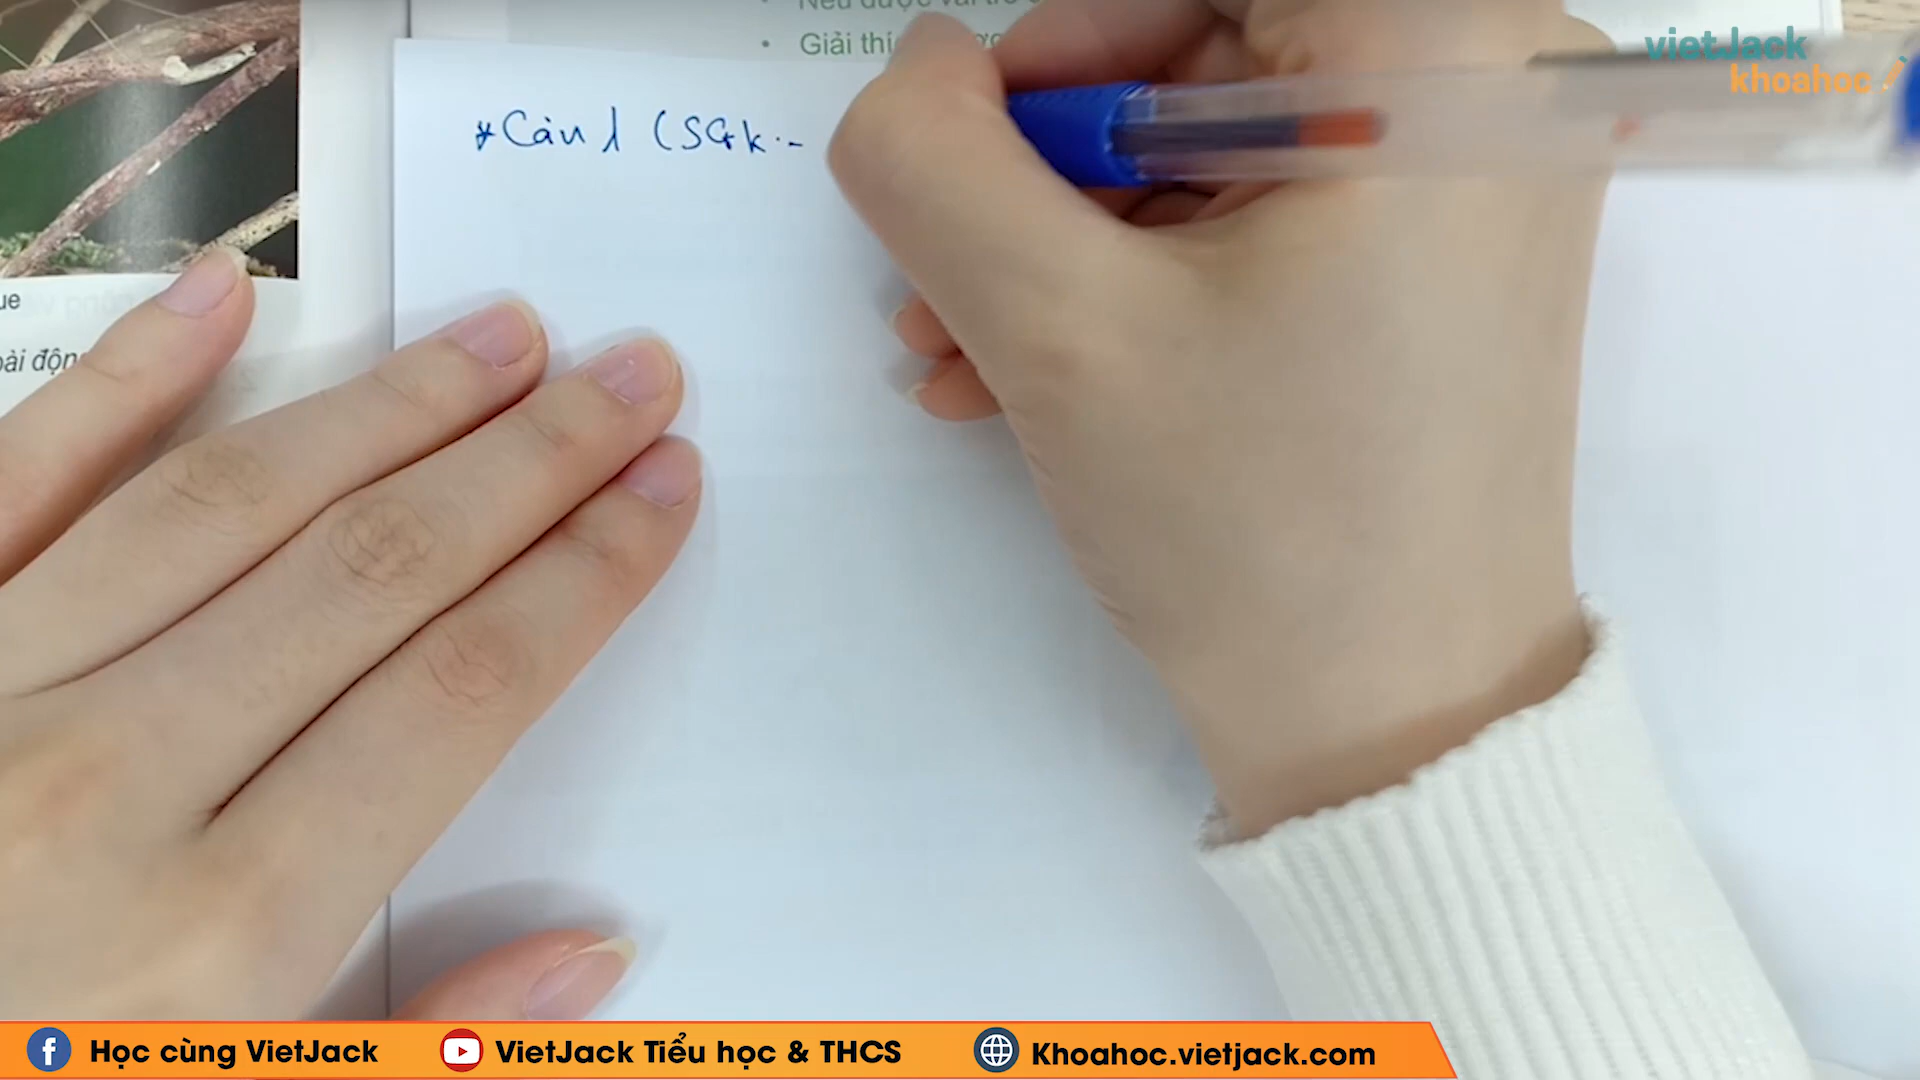 Giải thí
vietJack
khoahoc
*Câu 1 (SGK :-
ue
oài độn
Học cùng VietJack
VietJack Tiểu học & THCS
Khoahoc.vietjack.com